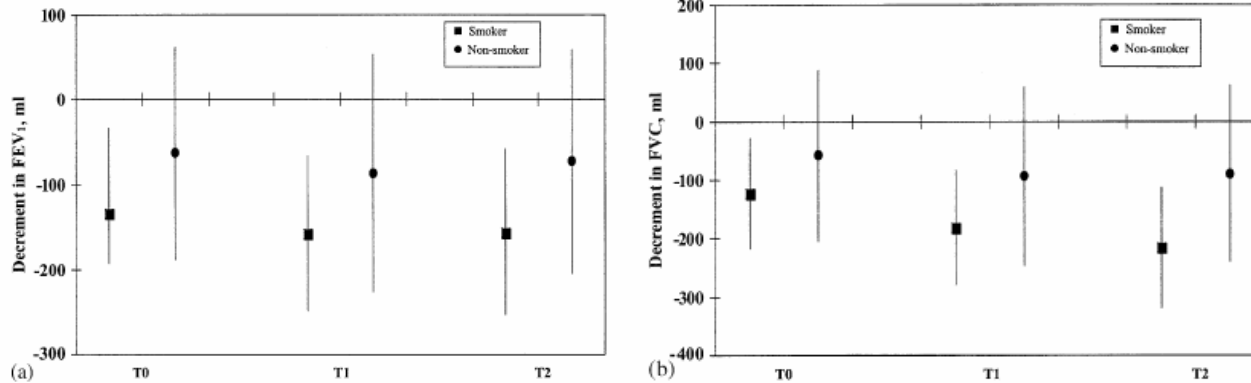 100
0
-100
-200
-300
Decrement in FEV₁, ml
Smoker
Non-smoker
T0
T1
T2
(a)
200
100
0
-100
-200
-300
-400
Decrement in FVC, ml
Smoker
Non-smoker
T0
T1
T2
(b)